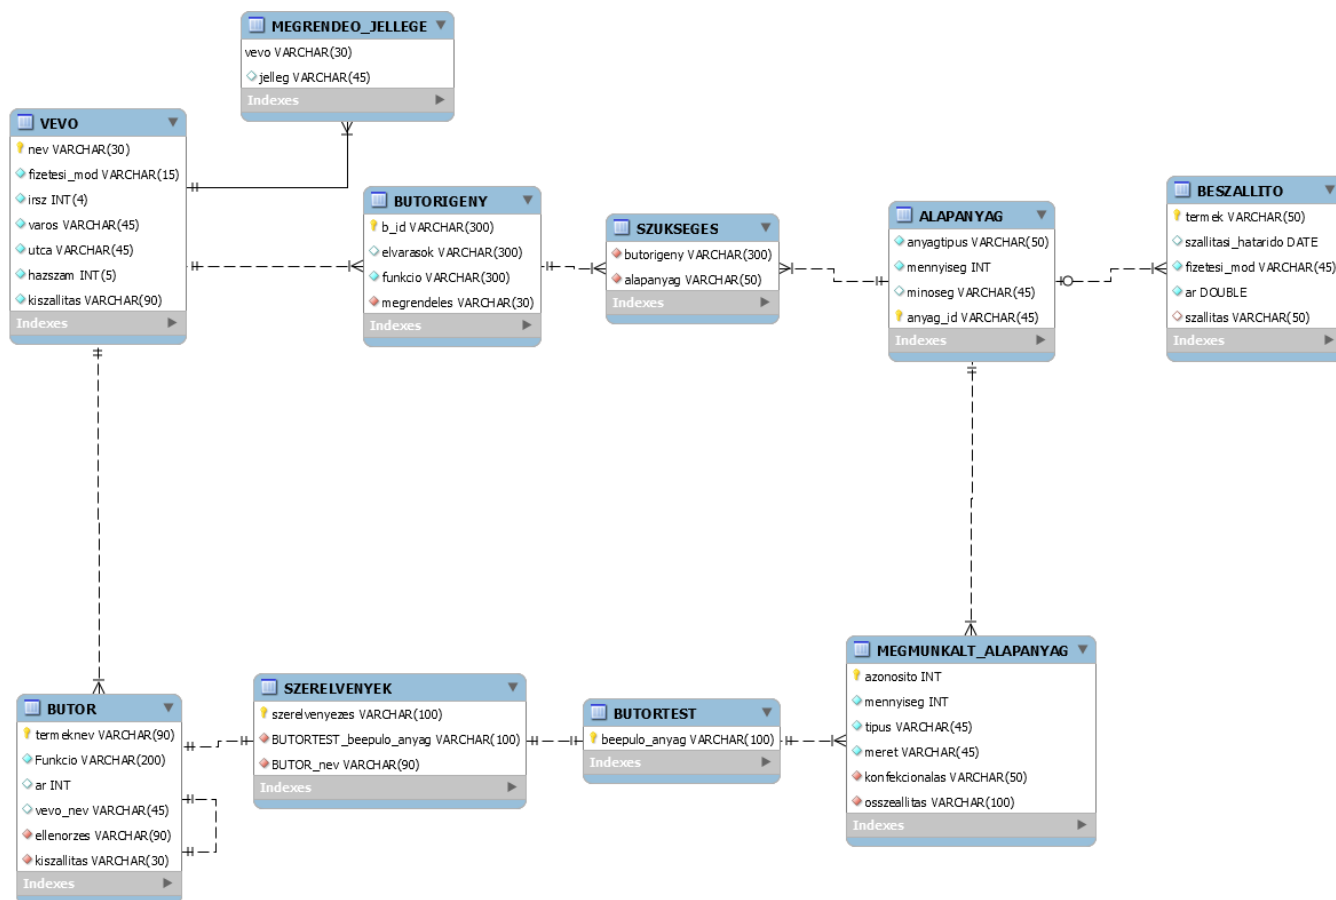 MEGRENDEO_JELLEGE
vevo VARCHAR(30)
jelleg VARCHAR(45)
Indexes
VEVO
nev VARCHAR(30)
fizetesi_mod VARCHAR(15)
irsz INT(4)
varos VARCHAR(45)
utca VARCHAR(45)
hazszam INT(5)
kiszallitas VARCHAR(90)
Indexes
BUTORIGENY
b_id VARCHAR(300)
elvarasok VARCHAR(300)
funkcio VARCHAR(300)
megrendeles VARCHAR(30)
Indexes
SZUKSEGES
butorigeny VARCHAR(300)
alapanyag VARCHAR(50)
Indexes
ALAPANYAG
anyagtipus VARCHAR(50)
mennyiseg INT
minoseg VARCHAR(45)
anyag_id VARCHAR(45)
Indexes
BESZALLITO
termek VARCHAR(50)
szallitasi_hatarido DATE
fizetesi_mod VARCHAR(45)
ar DOUBLE
szallitas VARCHAR(50)
Indexes
BUTOR
termeknev VARCHAR(90)
Funkcio VARCHAR(200)
ar INT
vevo_nev VARCHAR(45)
ellenorzes VARCHAR(90)
kiszallitas VARCHAR(30)
Indexes
SZERELVENYEK
szerelvenyezes VARCHAR(100)
BUTORTEST_beepulo_anyag VARCHAR(100)
BUTOR_nev VARCHAR(90)
Indexes
BUTORTEST
beepulo_anyag VARCHAR(100)
Indexes
MEGMUNKALT_ALAPANYAG
azonosito INT
mennyiseg INT
tipus VARCHAR(45)
meret VARCHAR(45)
konfekcionalas VARCHAR(50)
osszeallitas VARCHAR(100)
Indexes